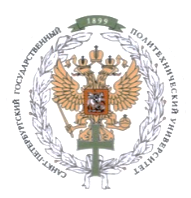 1899
САНКТ-ПЕТЕРБУРГСКИЙ ГОСУДАРСТВЕННЫЙ
ПОЛИТЕХНИЧЕСКИЙ УНИВЕРСИТЕТ